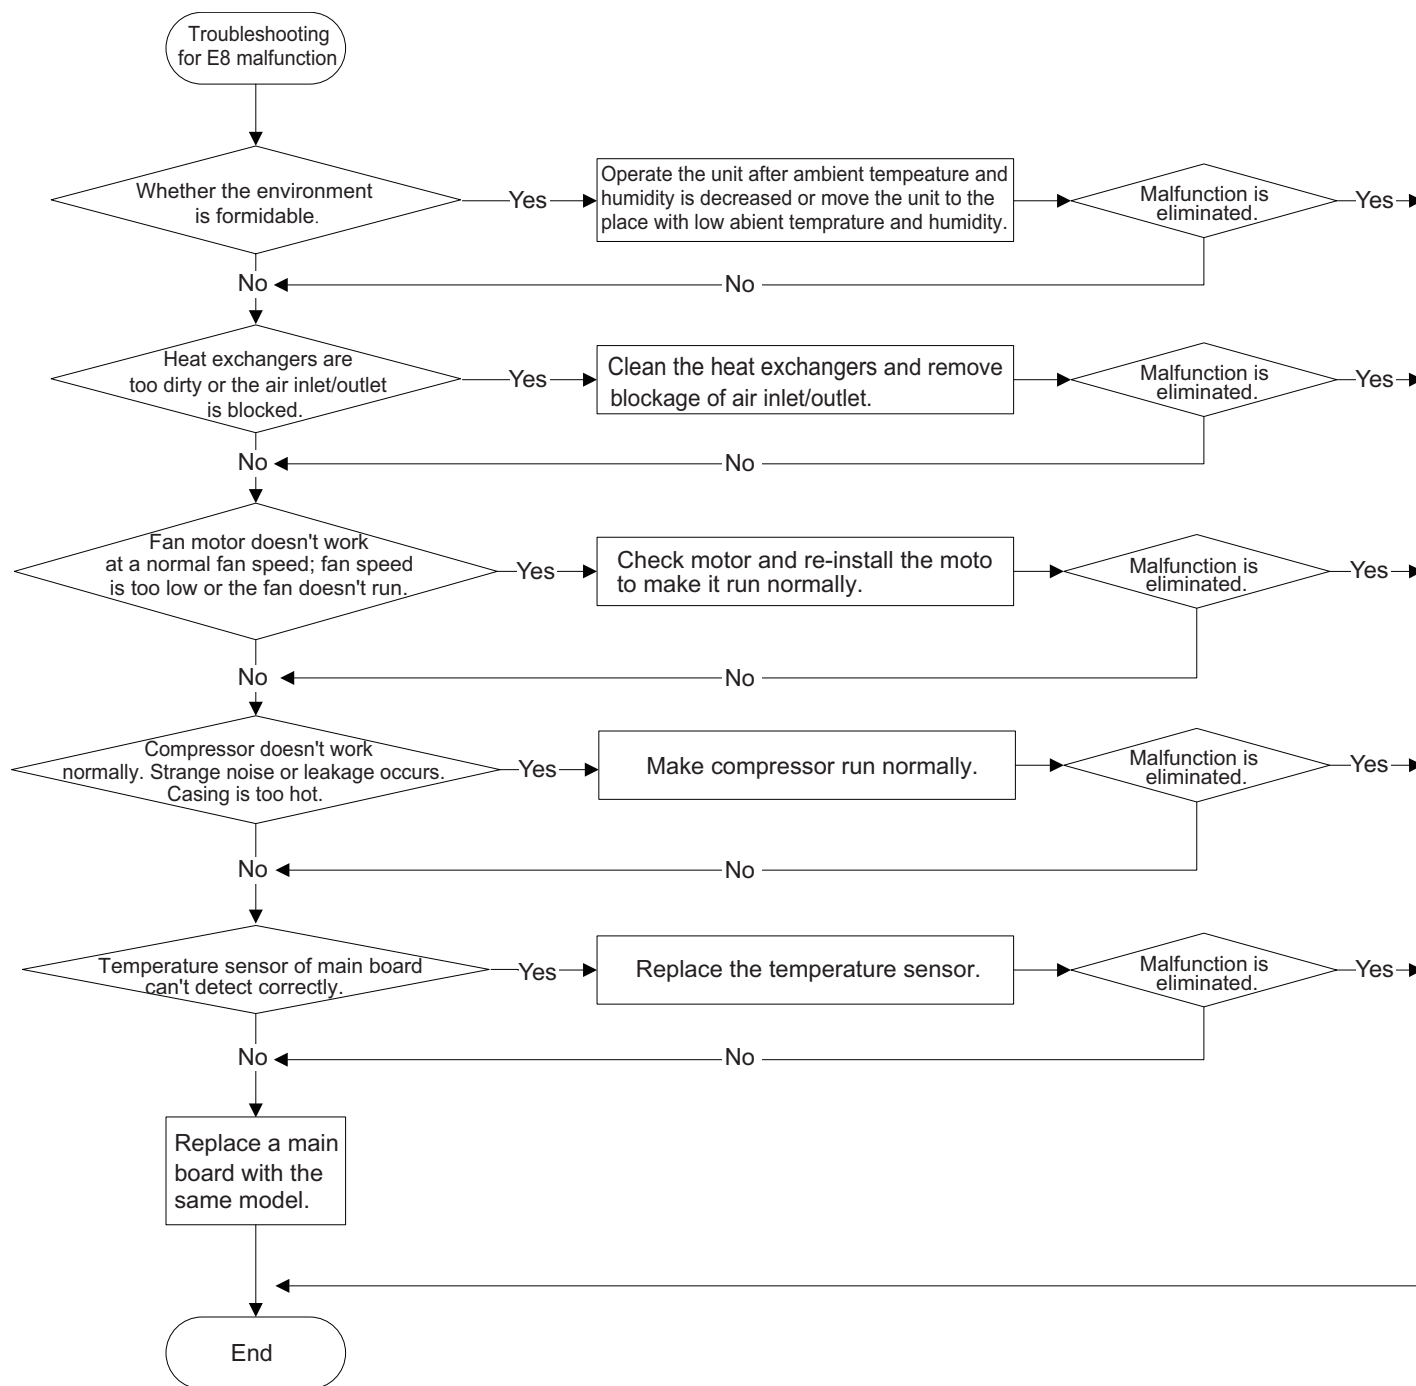 Troubleshooting
for E8 malfunction
Whether the environment
is formidable.
Yes
Operate the unit after ambient tempeature and
humidity is decreased or move the unit to the
place with low abient temprature and humidity.
Malfunction is
eliminated.
Yes
No
No
Heat exchangers are
too dirty or the air inlet/outlet
is blocked.
Yes
Clean the heat exchangers and remove
blockage of air inlet/outlet.
Malfunction is
eliminated.
Yes
No
No
Fan motor doesn't work
at a normal fan speed; fan speed
is too low or the fan doesn't run.
Yes
Check motor and re-install the moto
to make it run normally.
Malfunction is
eliminated.
Yes
No
No
Compressor doesn't work
normally. Strange noise or leakage occurs.
Casing is too hot.
Yes
Make compressor run normally.
Malfunction is
eliminated.
Yes
No
No
Temperature sensor of main board
can't detect correctly.
Yes
Replace the temperature sensor.
Malfunction is
eliminated.
Yes
No
No
Replace a main
board with the
same model.
End